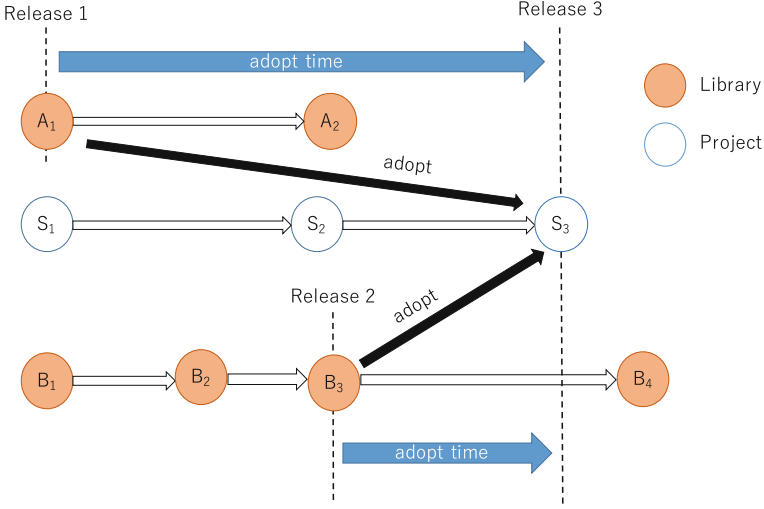 Release 1
Release 3
adopt time
Library
A1
A2
Project
adopt
S1
S2
S3
Release 2
adopt
B1
B2
B3
B4
adopt time